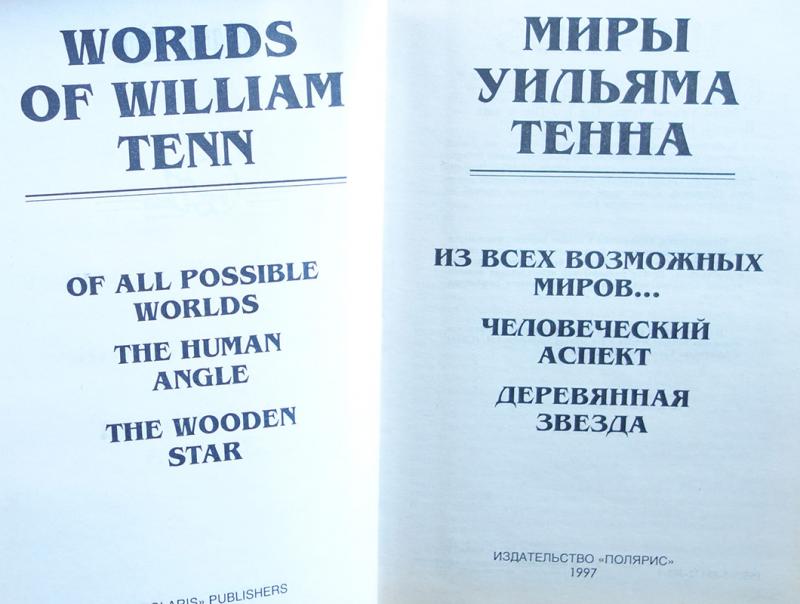 WORLDS
OF WILLIAM
TENN
OF ALL POSSIBLE
WORLDS
THE HUMAN
ANGLE
THE WOODEN
STAR
PUBLISHERS
МИРЫ
УИЛЬЯМА
ТЕННА
ИЗ ВСЕХ ВОЗМОЖНЫХ
МИРОВ...
ЧЕЛОВЕЧЕСКИЙ
АСПЕКТ
ДЕРЕВЯННАЯ
ЗВЕЗДА
ИЗДАТЕЛЬСТВО «ПОЛЯРИС»
1997